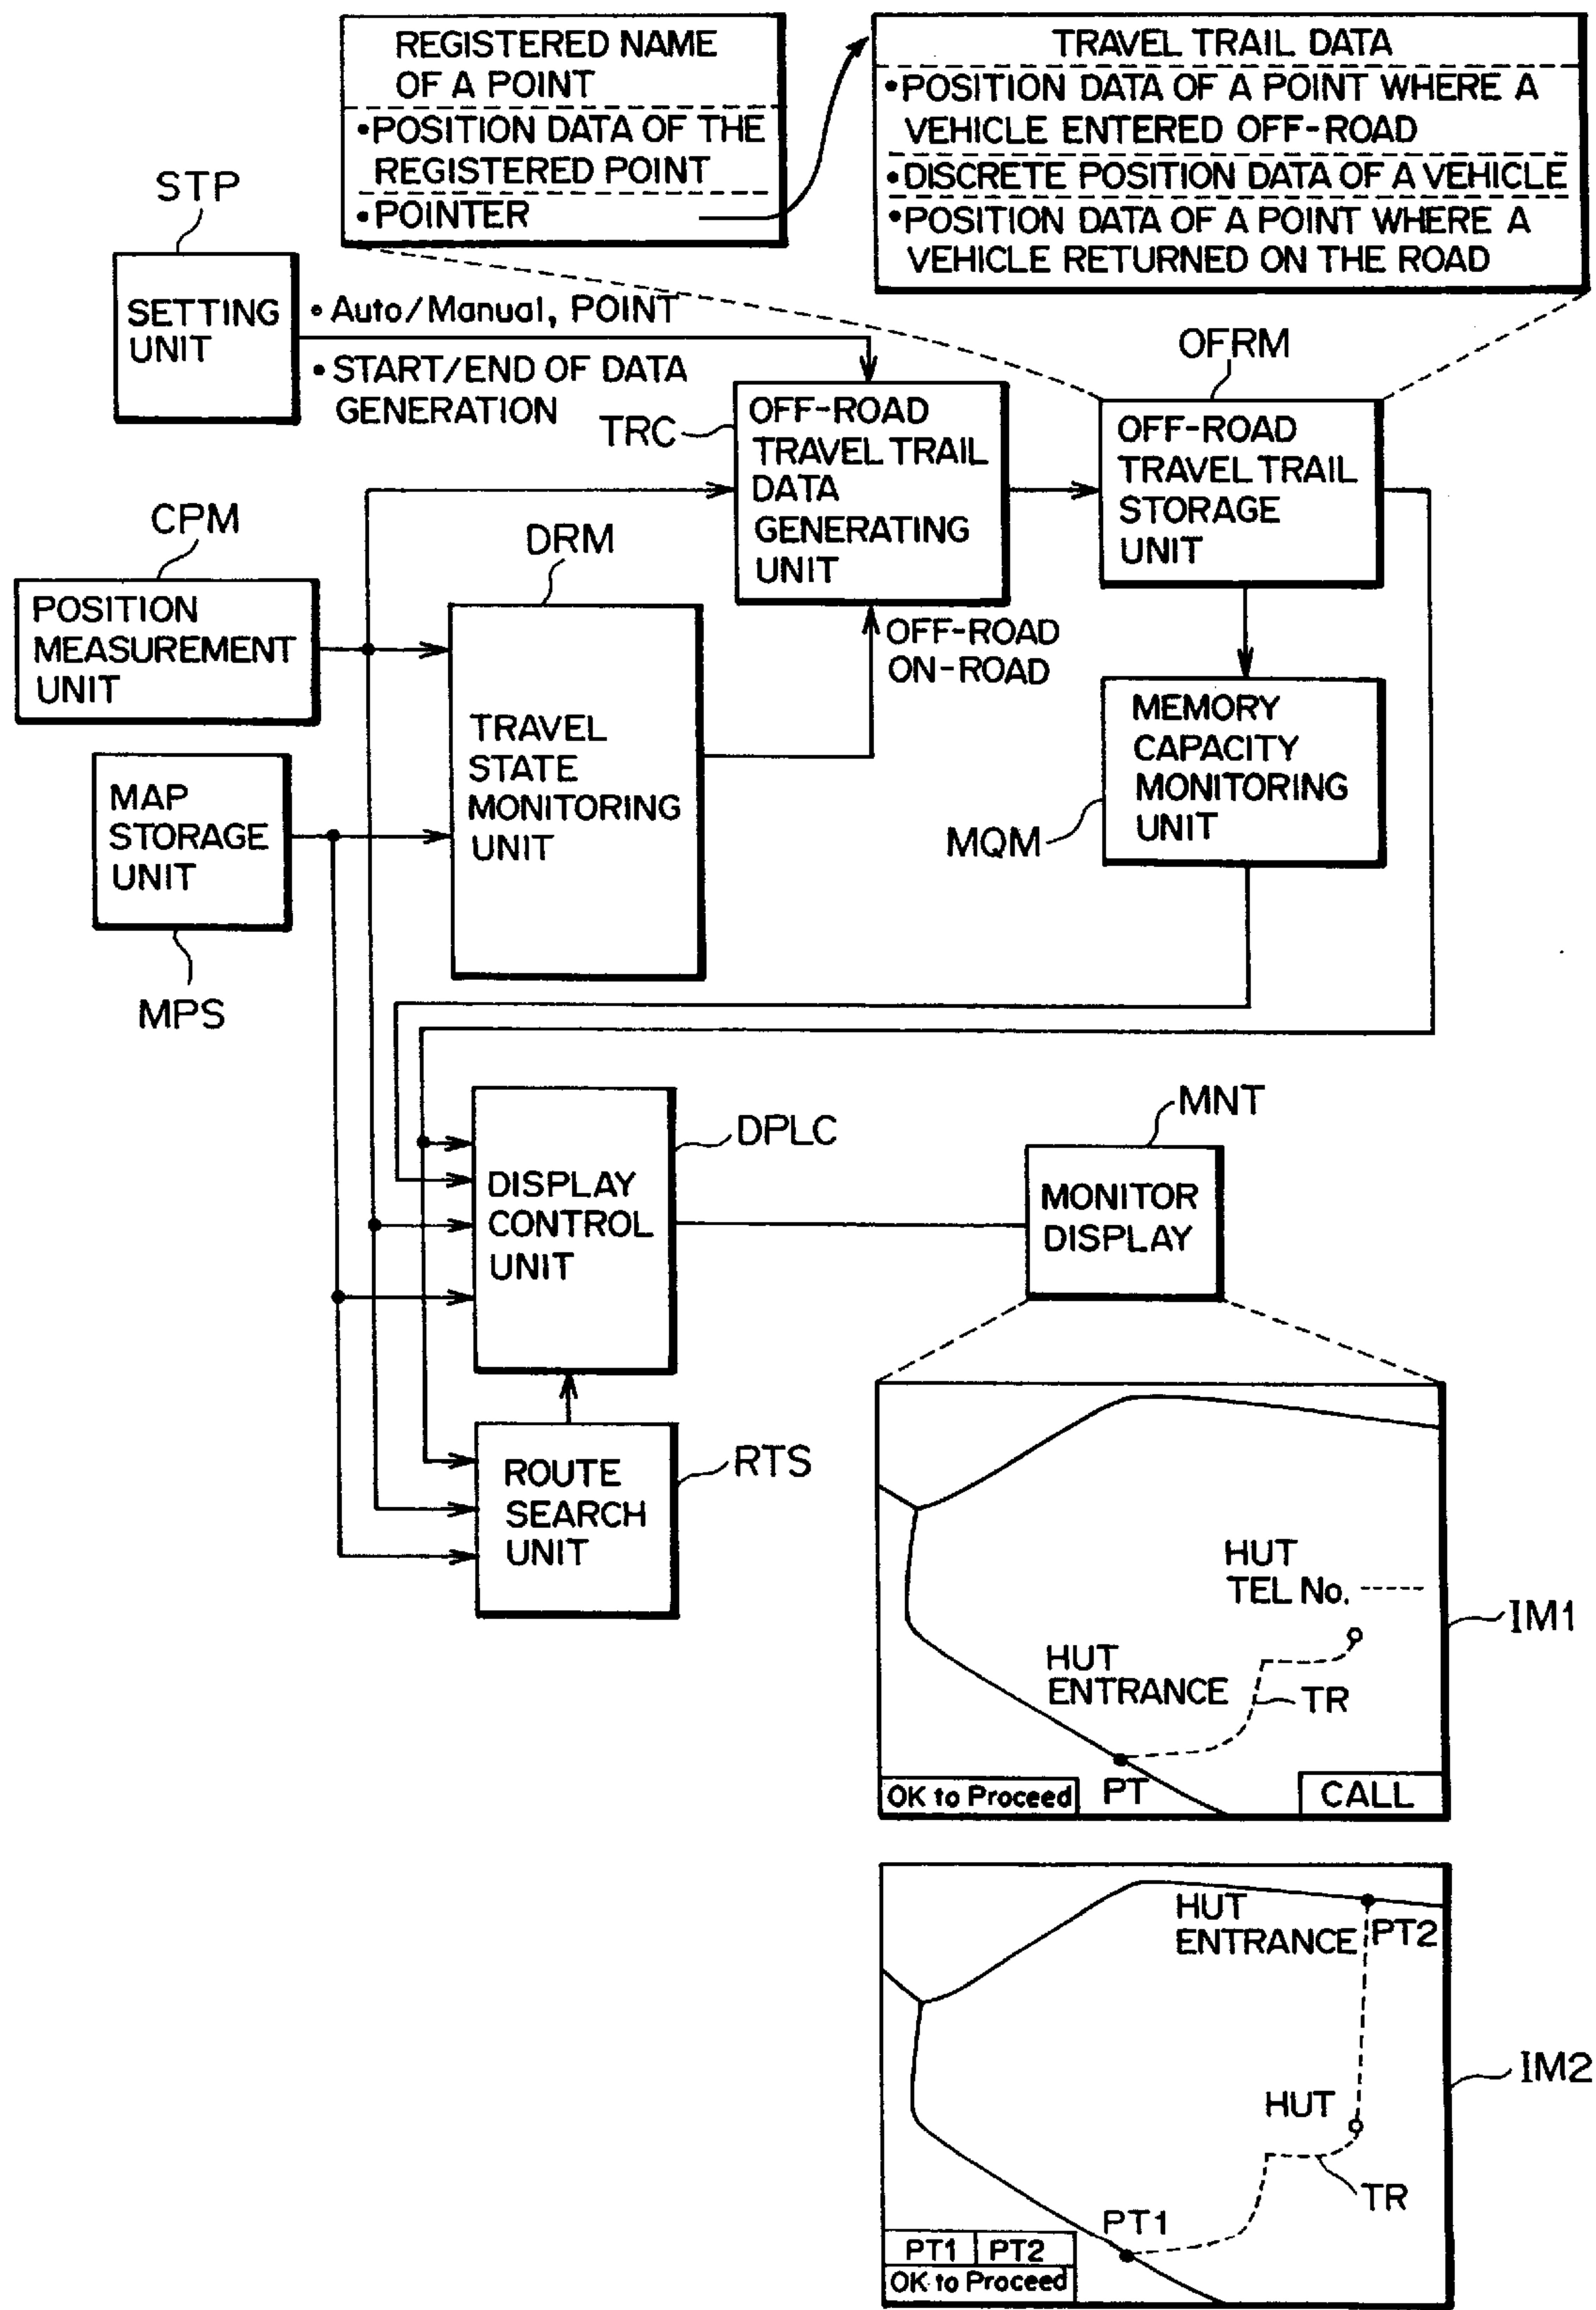 REGISTERED NAME
OF A POINT
•POSITION DATA OF THE
REGISTERED POINT
•POINTER
TRAVEL TRAIL DATA
•POSITION DATA OF A POINT WHERE A
VEHICLE ENTERED OFF-ROAD
•DISCRETE POSITION DATA OF A VEHICLE
•POSITION DATA OF A POINT WHERE A
VEHICLE RETURNED ON THE ROAD
STP
SETTING
UNIT
• Auto/Manual, POINT
• START/END OF DATA
GENERATION
TRC
OFF-ROAD
TRAVEL TRAIL
DATA
GENERATING
UNIT
OFRM
OFF-ROAD
TRAVEL TRAIL
STORAGE
UNIT
CPM
POSITION
MEASUREMENT
UNIT
DRM
TRAVEL
STATE
MONITORING
UNIT
OFF-ROAD
ON-ROAD
MAP
STORAGE
UNIT
MPS
MEMORY
CAPACITY
MONITORING
UNIT
MQM
DISPLAY
CONTROL
UNIT
DPLC
MNT
MONITOR
DISPLAY
ROUTE
SEARCH
UNIT
RTS
HUT
TEL No. -----
HUT
ENTRANCE
TR
PT
OK to Proceed
CALL
IM1
HUT
ENTRANCE
PT2
HUT
TR
PT1
PT1 PT2
OK to Proceed
IM2